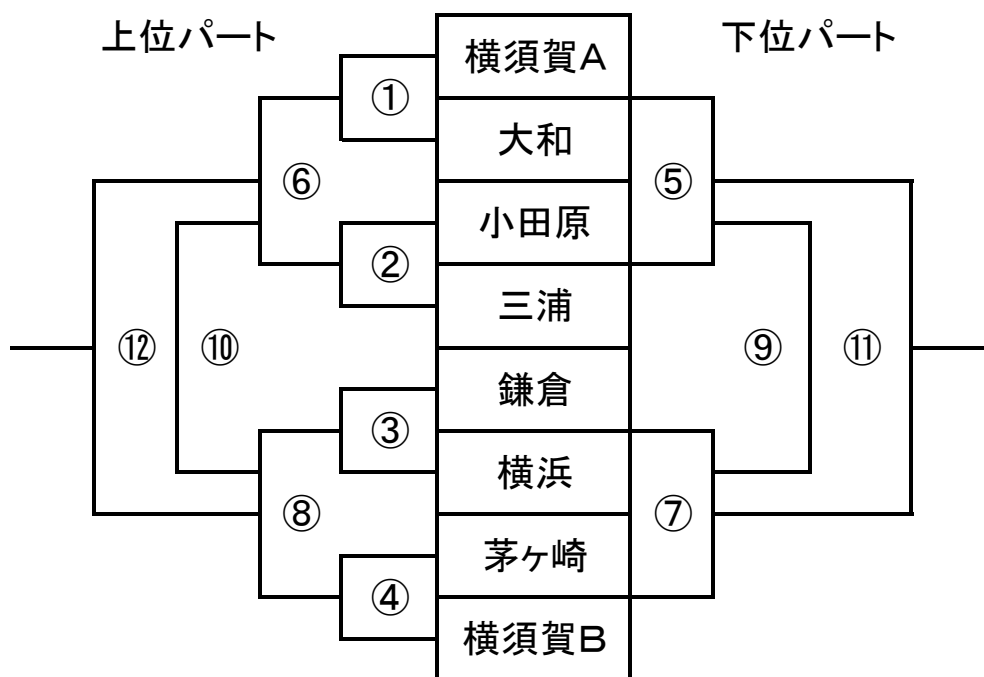 上位パート
下位パート
横須賀A
①
大和
⑥
⑤
小田原
②
三浦
⑫
⑩
⑨
⑪
鎌倉
③
横浜
⑧
⑦
茅ヶ崎
④
横須賀B